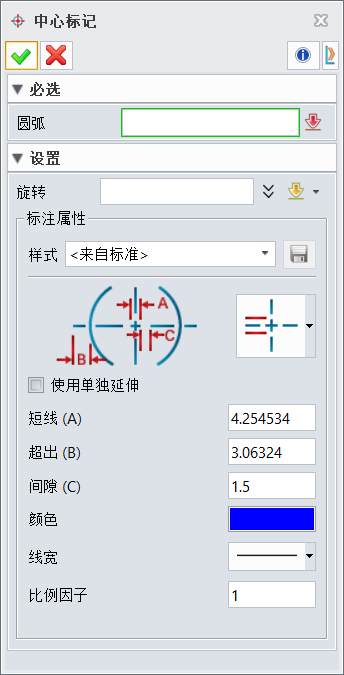 中心标记
必选
圆弧
设置
旋转
标注属性
样式 <来自标准>
A
C
B
使用单独延伸
短线 (A) 4.254534
超出 (B) 3.06324
间隙 (C) 1.5
颜色
线宽
比例因子 1